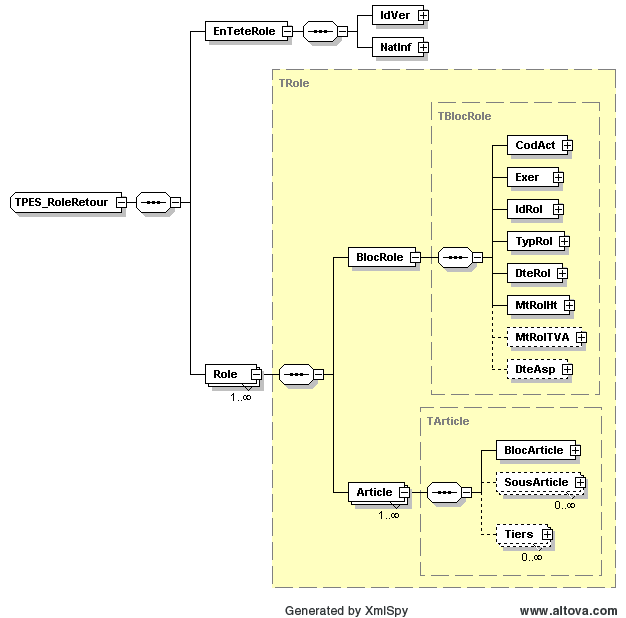 IdVer
EnTeteRole
NatInf
TRole
TBlocRole
CodAct
Exer
IdRol
TPES_RoleRetour
TypRol
BlocRole
DteRol
MtRolHt
MtRolTVA
Role
DteAsp
1..∞
TArticle
BlocArticle
SousArticle
Article
0..∞
1..∞
Tiers
0..∞
Generated by XmlSpy www.altova.com